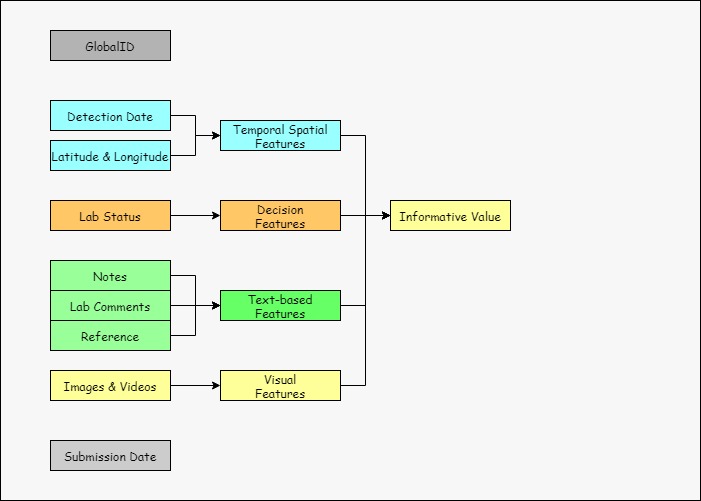 GlobalID
Detection Date
Latitude & Longitude
Temporal Spatial
Features
Lab Status
Decision
Features
Informative Value
Notes
Lab Comments
Reference
Text-based
Features
Images & Videos
Visual
Features
Submission Date